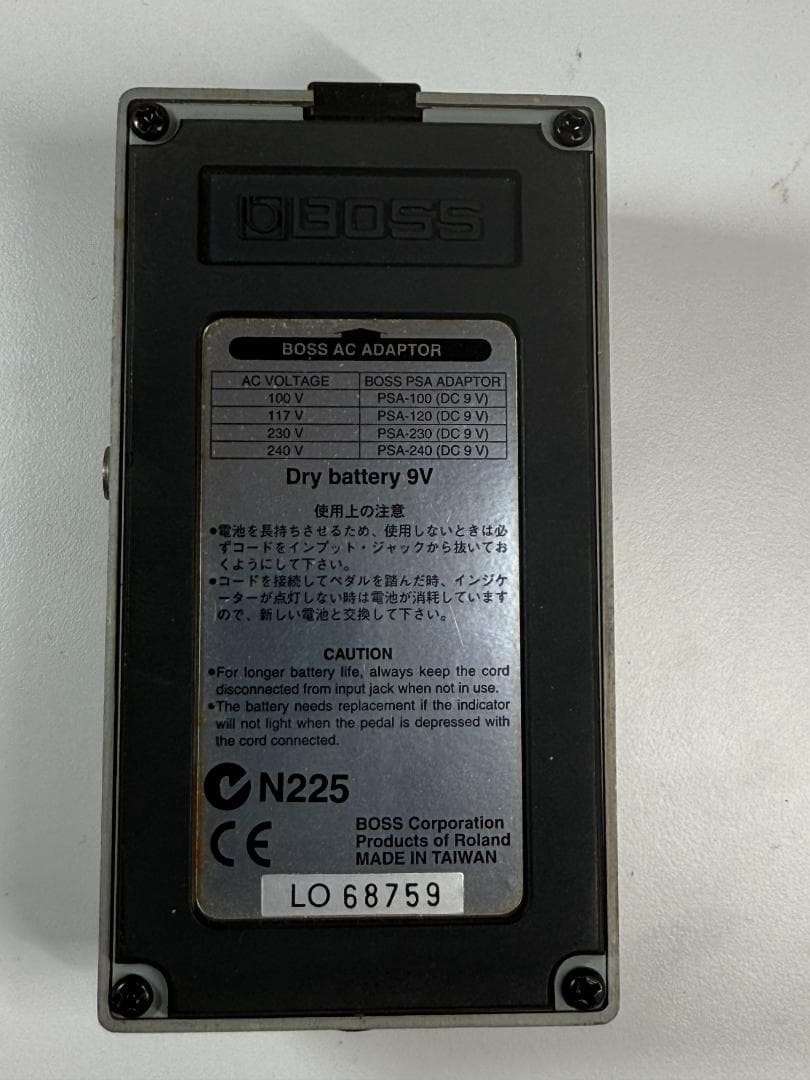 BOSS
BOSS AC ADAPTOR
AC VOLTAGE BOSS PSA ADAPTOR
100 V PSA-100 (DC 9 V)
117 V PSA-120 (DC 9 V)
230 V PSA-230 (DC 9 V)
240 V PSA-240 (DC 9 V)
Dry battery 9V
使用上の注意
●電池を長持ちさせるため、使用しないときは必
ずコードをインプット・ジャックから抜いてお
くようにして下さい。
●コードを接続してペダルを踏んだ時、インジケ
ーターが点灯しない時は電池が消耗しています
ので、新しい電池と交換して下さい。
CAUTION
●For longer battery life, always keep the cord
disconnected from input jack when not in use.
●The battery needs replacement if the indicator
will not light when the pedal is depressed with
the cord connected.
N225
CE
BOSS Corporation
Products of Roland
MADE IN TAIWAN
LO 68759